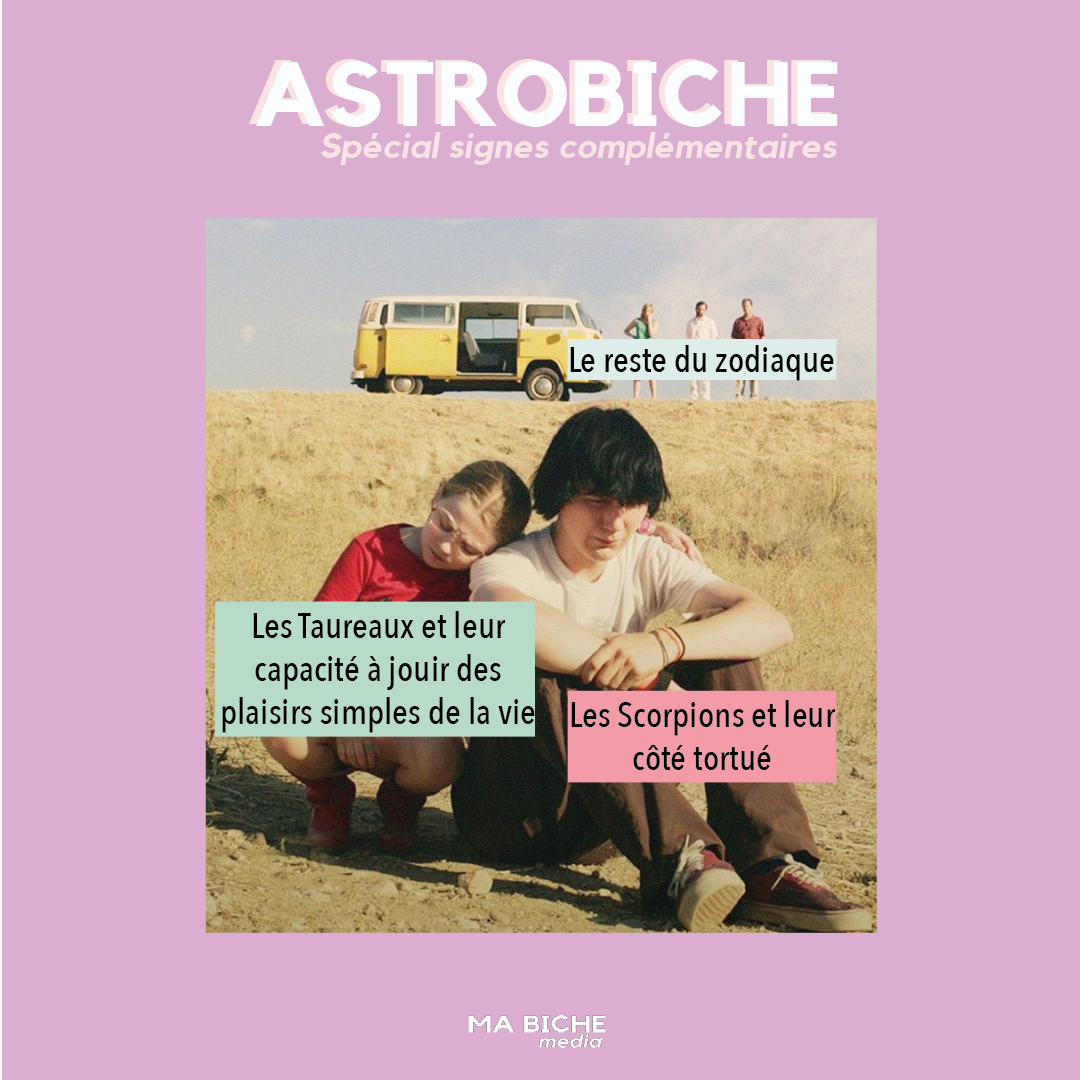 ASTROBICHE
Spécial signes complémentaires
Le reste du zodiaque
Les Taureaux et leur
capacité à jouir des
plaisirs simples de la vie
Les Scorpions et leur
côté tortué
MA BICHE
media